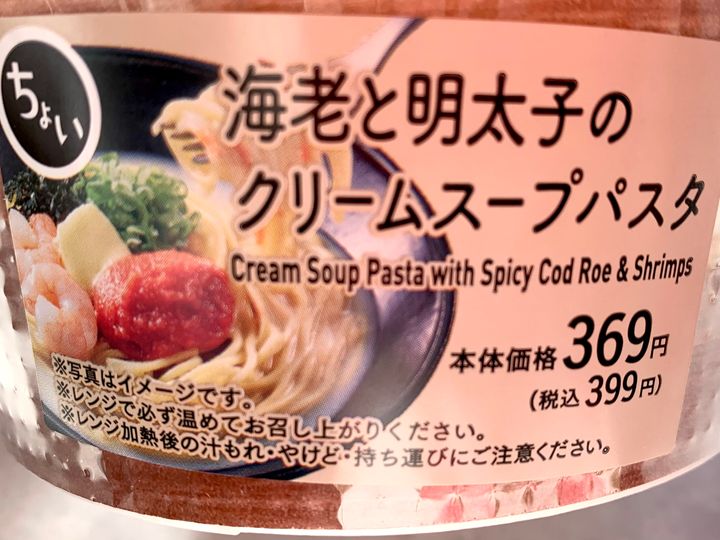 ちょい
海老と明太子の
クリームスープパスタ
Cream Soup Pasta with Spicy Cod Roe & Shrimps
本体価格 369円
(税込 399円)
※写真はイメージです。
※レンジで必ず温めてお召し上がりください。
※レンジ加熱後の汁もれ・やけど・持ち運びにご注意ください。